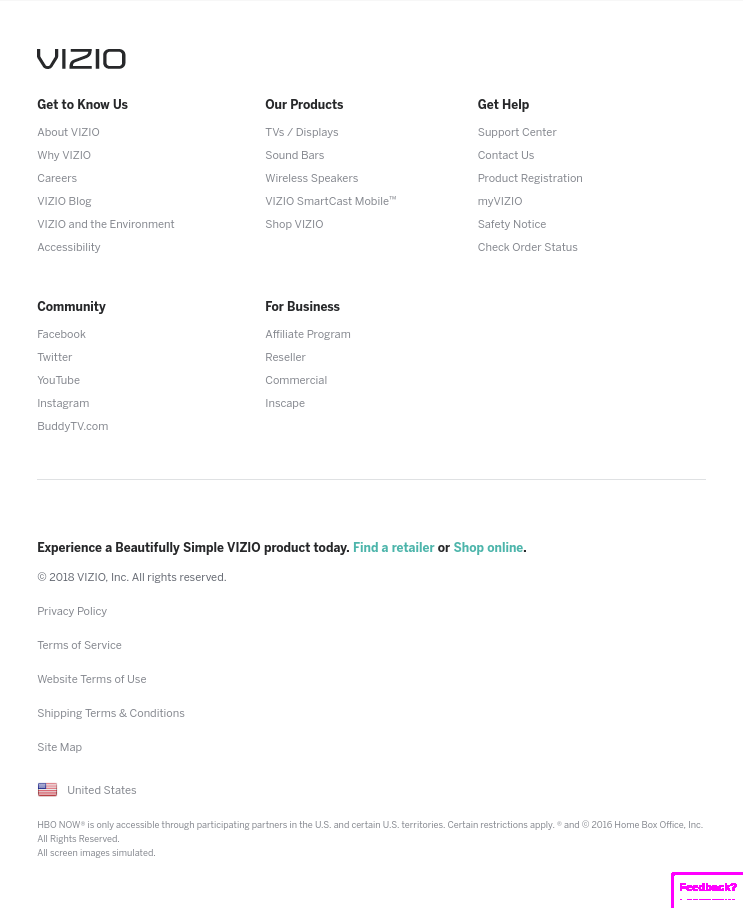 VIZIO
Get to Know Us
About VIZIO
Why VIZIO
Careers
VIZIO Blog
VIZIO and the Environment
Accessibility
Our Products
TVs / Displays
Sound Bars
Wireless Speakers
VIZIO SmartCast Mobile™
Shop VIZIO
Get Help
Support Center
Contact Us
Product Registration
myVIZIO
Safety Notice
Check Order Status
Community
Facebook
Twitter
YouTube
Instagram
BuddyTV.com
For Business
Affiliate Program
Reseller
Commercial
Inscape
Experience a Beautifully Simple VIZIO product today. Find a retailer or Shop online.
© 2018 VIZIO, Inc. All rights reserved.
Privacy Policy
Terms of Service
Website Terms of Use
Shipping Terms & Conditions
Site Map
United States
HBO NOW® is only accessible through participating partners in the U.S. and certain U.S. territories. Certain restrictions apply. ® and © 2016 Home Box Office, Inc.
All Rights Reserved.
All screen images simulated.
Feedback?